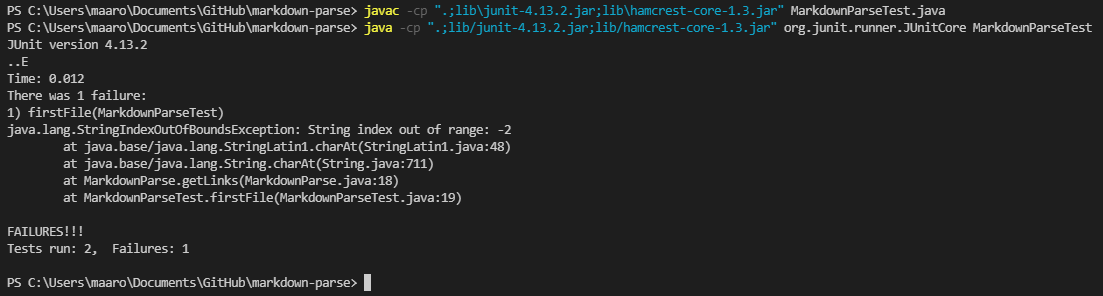 PS C:\Users\maaro\Documents\GitHub\markdown-parse> javac -cp ".;lib\junit-4.13.2.jar;lib\hamcrest-core-1.3.jar" MarkdownParseTest.java
PS C:\Users\maaro\Documents\GitHub\markdown-parse> java -cp ".;lib/junit-4.13.2.jar;lib/hamcrest-core-1.3.jar" org.junit.runner.JUnitCore MarkdownParseTest
JUnit version 4.13.2
..E
Time: 0.012
There was 1 failure:
1) firstFile(MarkdownParseTest)
java.lang.StringIndexOutOfBoundsException: String index out of range: -2
        at java.base/java.lang.StringLatin1.charAt(StringLatin1.java:48)
        at java.base/java.lang.String.charAt(String.java:711)
        at MarkdownParse.getLinks(MarkdownParse.java:18)
        at MarkdownParseTest.firstFile(MarkdownParseTest.java:19)

FAILURES!!!
Tests run: 2,  Failures: 1

PS C:\Users\maaro\Documents\GitHub\markdown-parse>